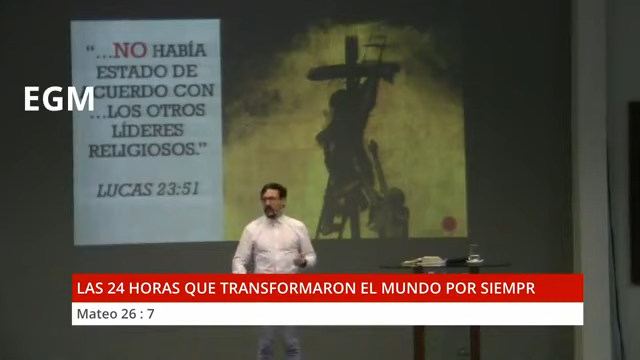 “...NO HABÍA
ESTADO DE
CUERDO CON
...LOS OTROS
LÍDERES
RELIGIOSOS.”
LUCAS 23:51
EGM
LAS 24 HORAS QUE TRANSFORMARON EL MUNDO POR SIEMPR
Mateo 26 : 7